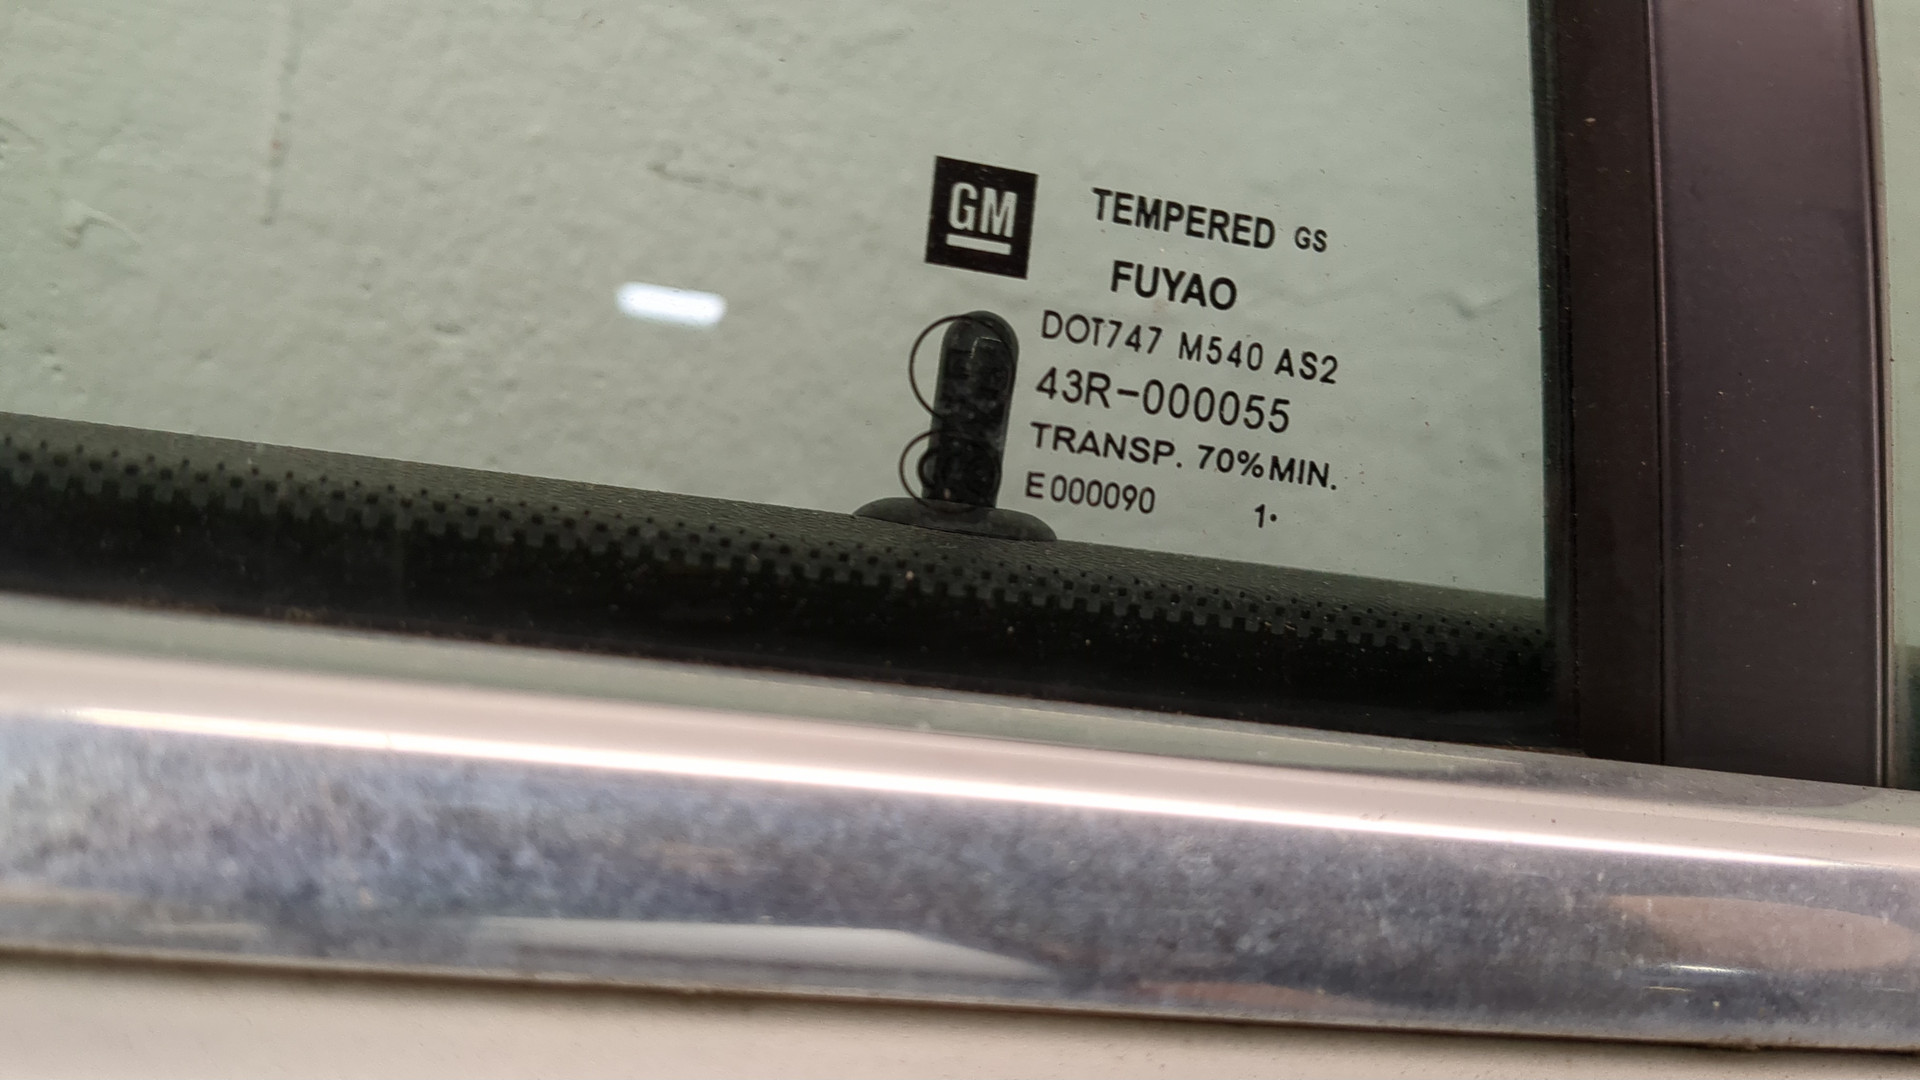 GM
TEMPERED GS
FUYAO
DOT747 M540 AS2
43R-000055
TRANSP. 70%MIN.
E000090 1·